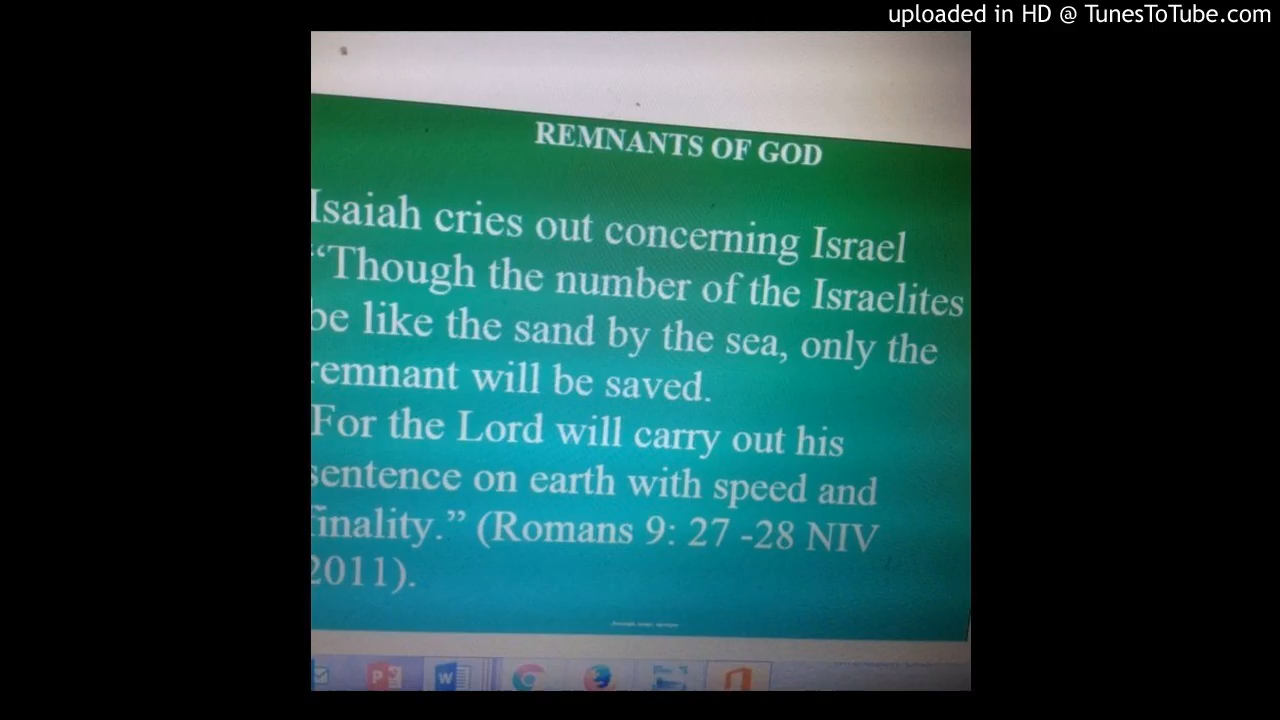 uploaded in HD @ TunesToTube.com
REMNANTS OF GOD
Isaiah cries out concerning Israel
“Though the number of the Israelites
be like the sand by the sea, only the
remnant will be saved.
For the Lord will carry out his
sentence on earth with speed and
finality.” (Romans 9: 27 -28 NIV
2011).